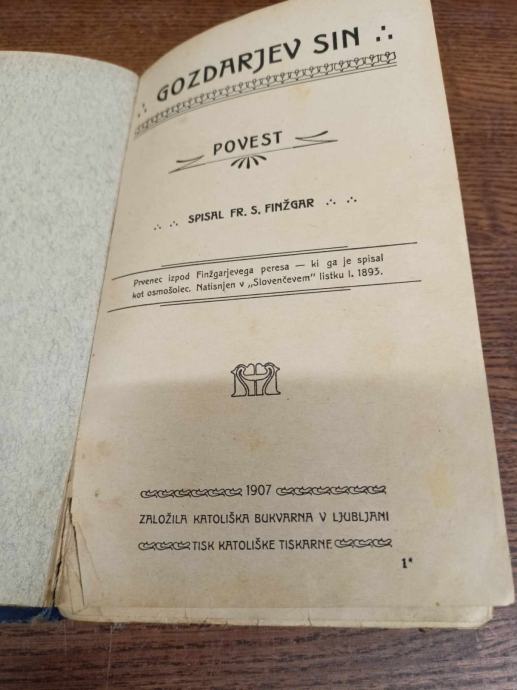 GOZDARJEV SIN
POVEST
SPISAL FR. S. FINŽGAR
Prvenec izpod Finžgarjevega peresa — ki ga je spisal
kot osmošolec. Natisnjen v „Slovenčevem" listku l. 1893.
1907
ZALOŽILA KATOLIŠKA BUKVARNA V LJUBLJANI
TISK KATOLIŠKE TISKARNE
1*